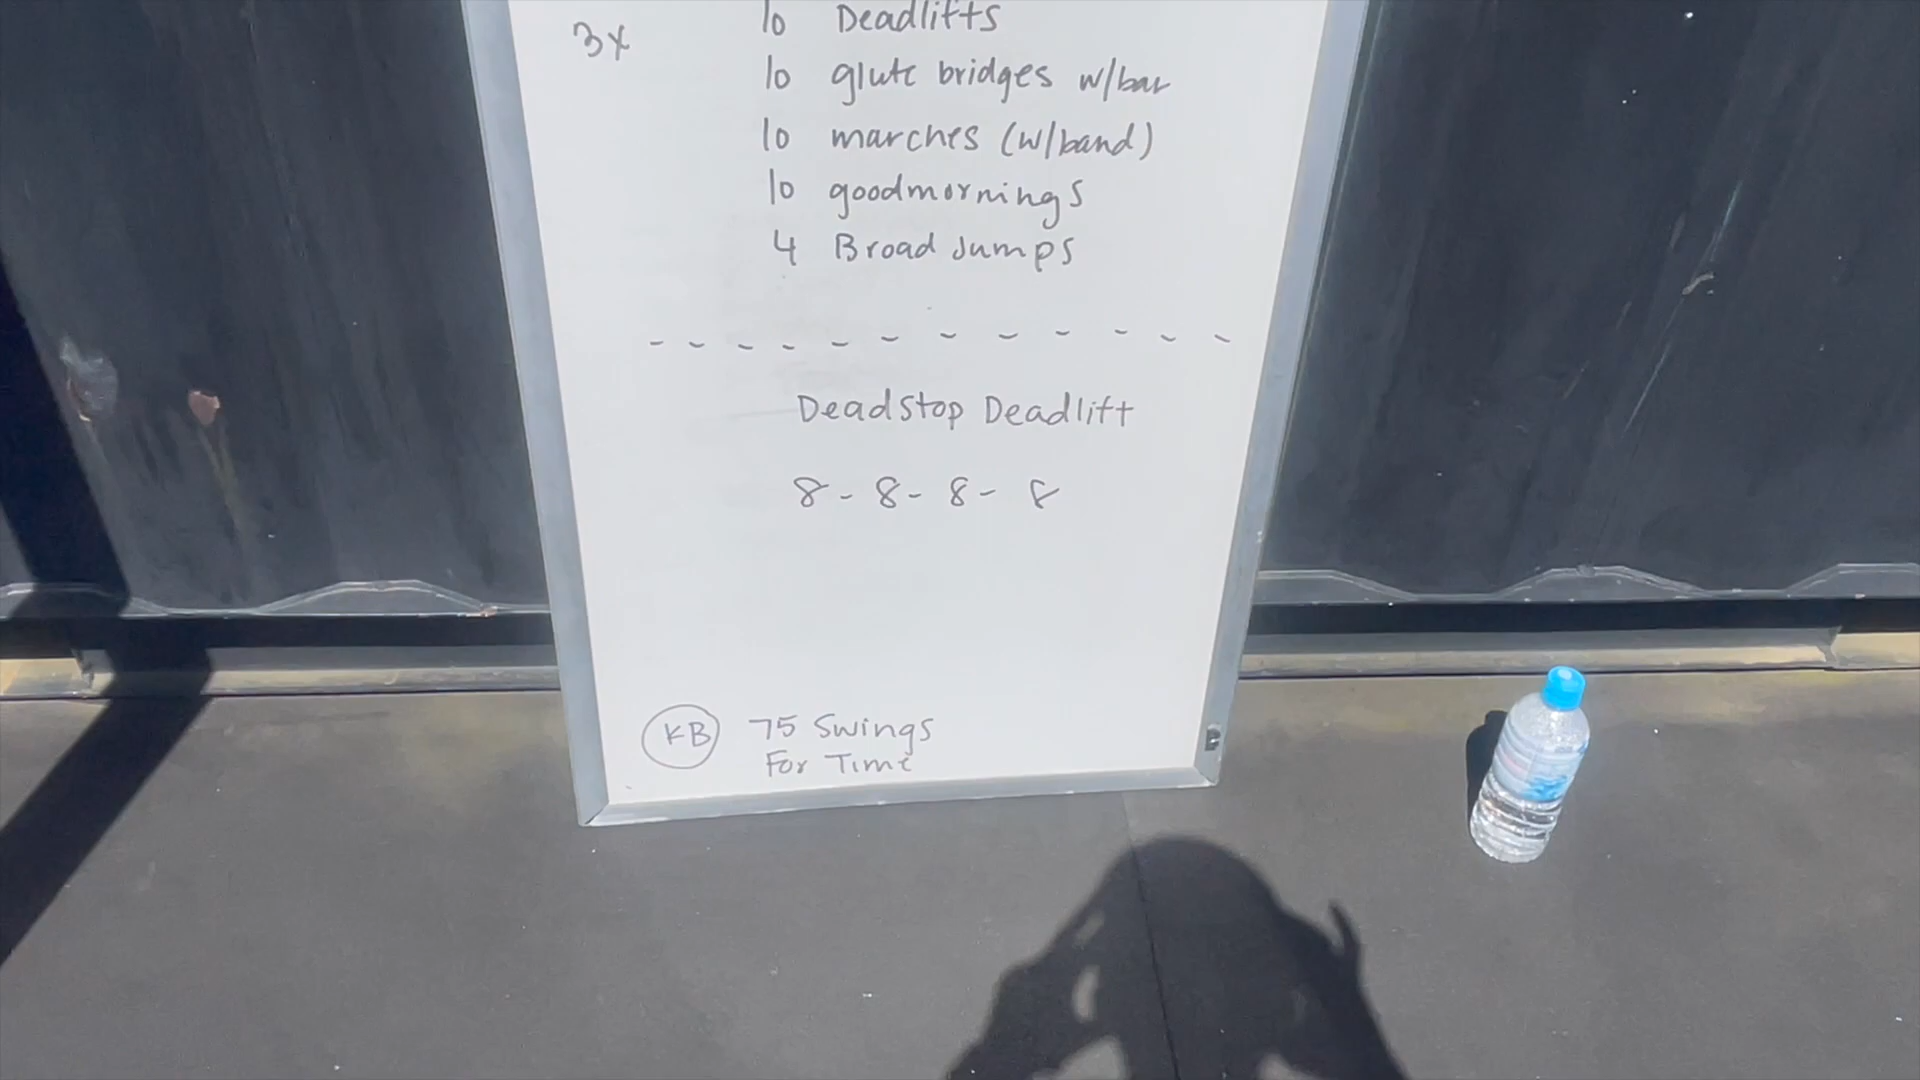 3x
10 Deadlifts
10 glute bridges w/bar
10 marches (w/band)
10 goodmornings
4 Broad Jumps
- - - - - - - - - - - -
Deadstop Deadlift
8 - 8 - 8 - 8
KB 75 Swings
For Time